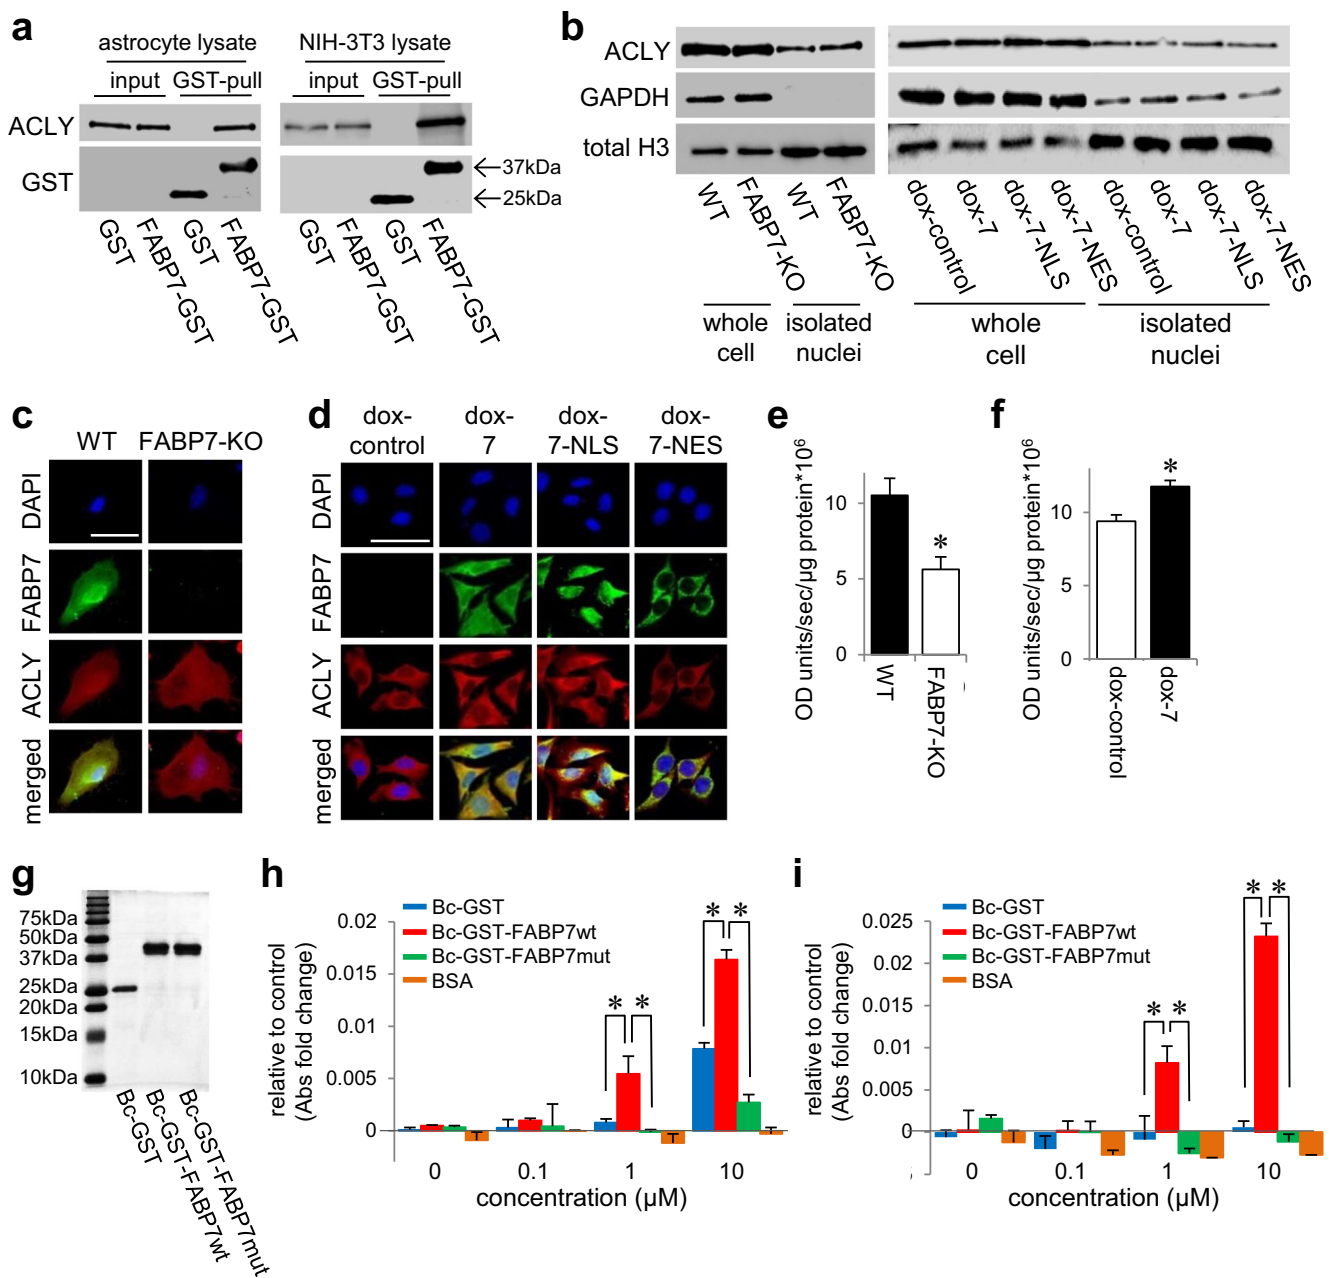 a
astrocyte lysate
NIH-3T3 lysate
input
GST-pull
input
GST-pull
ACLY
GST
←37kDa
←25kDa
GST
FABP7-GST
GST
FABP7-GST
GST
FABP7-GST
GST
FABP7-GST
b
ACLY
GAPDH
total H3
WT
FABP7-KO
WT
FABP7-KO
dox-control
dox-7
dox-7-NLS
dox-7-NES
dox-control
dox-7
dox-7-NLS
dox-7-NES
whole
cell
isolated
nuclei
whole
cell
isolated
nuclei
c
WT
FABP7-KO
DAPI
FABP7
ACLY
merged
d
dox-
control
dox-
7
dox-
7-NLS
dox-
7-NES
DAPI
FABP7
ACLY
merged
e
OD units/sec/µg protein*10⁶
10
5
0
*
WT
FABP7-KO
f
OD units/sec/µg protein*10⁶
10
5
0
*
dox-control
dox-7
g
75kDa
50kDa
37kDa
25kDa
20kDa
15kDa
10kDa
Bc-GST
Bc-GST-FABP7wt
Bc-GST-FABP7mut
h
Bc-GST
Bc-GST-FABP7wt
Bc-GST-FABP7mut
BSA
relative to control
(Abs fold change)
0.02
0.015
0.01
0.005
0
* *
* *
0 0.1 1 10
concentration (µM)
i
Bc-GST
Bc-GST-FABP7wt
Bc-GST-FABP7mut
BSA
relative to control
(Abs fold change)
0.025
0.02
0.015
0.01
0.005
0
* *
* *
0 0.1 1 10
concentration (µM)